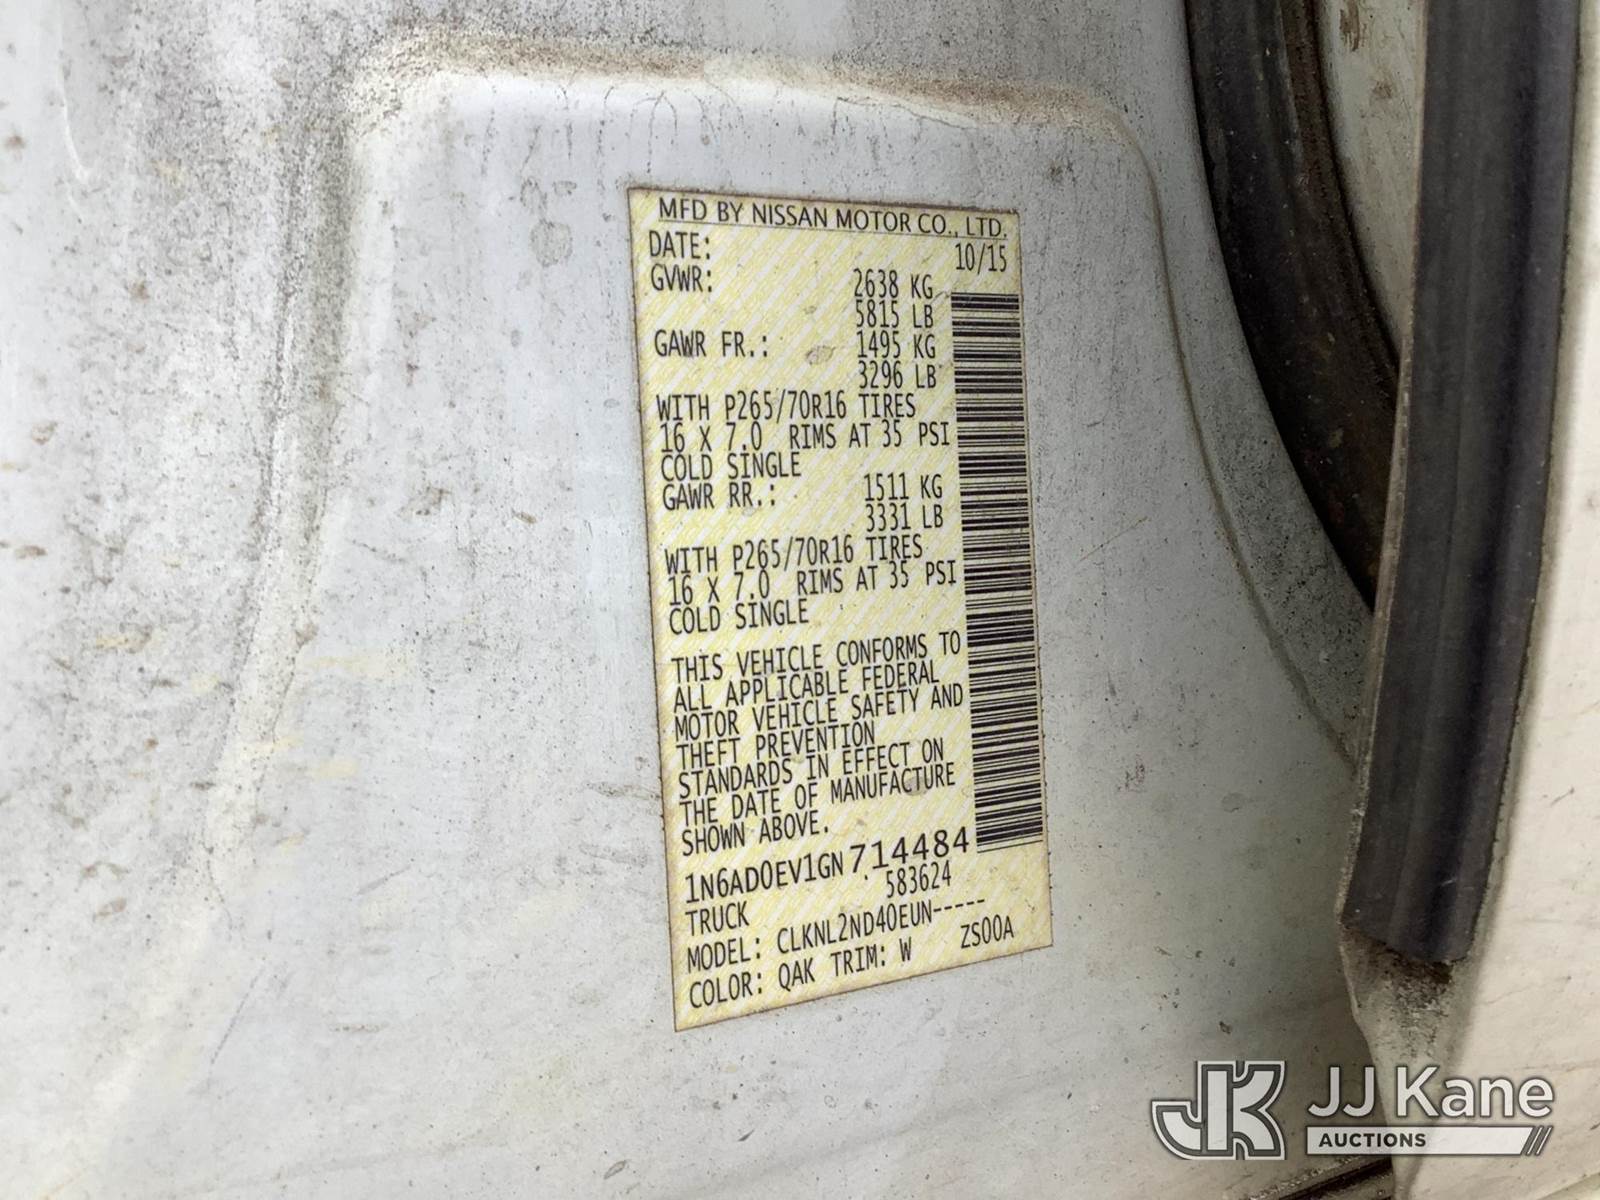 MFD BY NISSAN MOTOR CO., LTD.
DATE: 10/15
GVWR: 2638 KG
5815 LB
GAWR FR.: 1495 KG
3296 LB
WITH P265/70R16 TIRES
16 X 7.0 RIMS AT 35 PSI
COLD SINGLE
GAWR RR.: 1511 KG
3331 LB
WITH P265/70R16 TIRES
16 X 7.0 RIMS AT 35 PSI
COLD SINGLE
THIS VEHICLE CONFORMS TO
ALL APPLICABLE FEDERAL
MOTOR VEHICLE SAFETY AND
THEFT PREVENTION
STANDARDS IN EFFECT ON
THE DATE OF MANUFACTURE
SHOWN ABOVE.
1N6AD0EV1GN714484
583624
TRUCK
MODEL: CLKNL2ND40EUN-----
COLOR: QAK TRIM: W ZS00A
JK JJ Kane
AUCTIONS